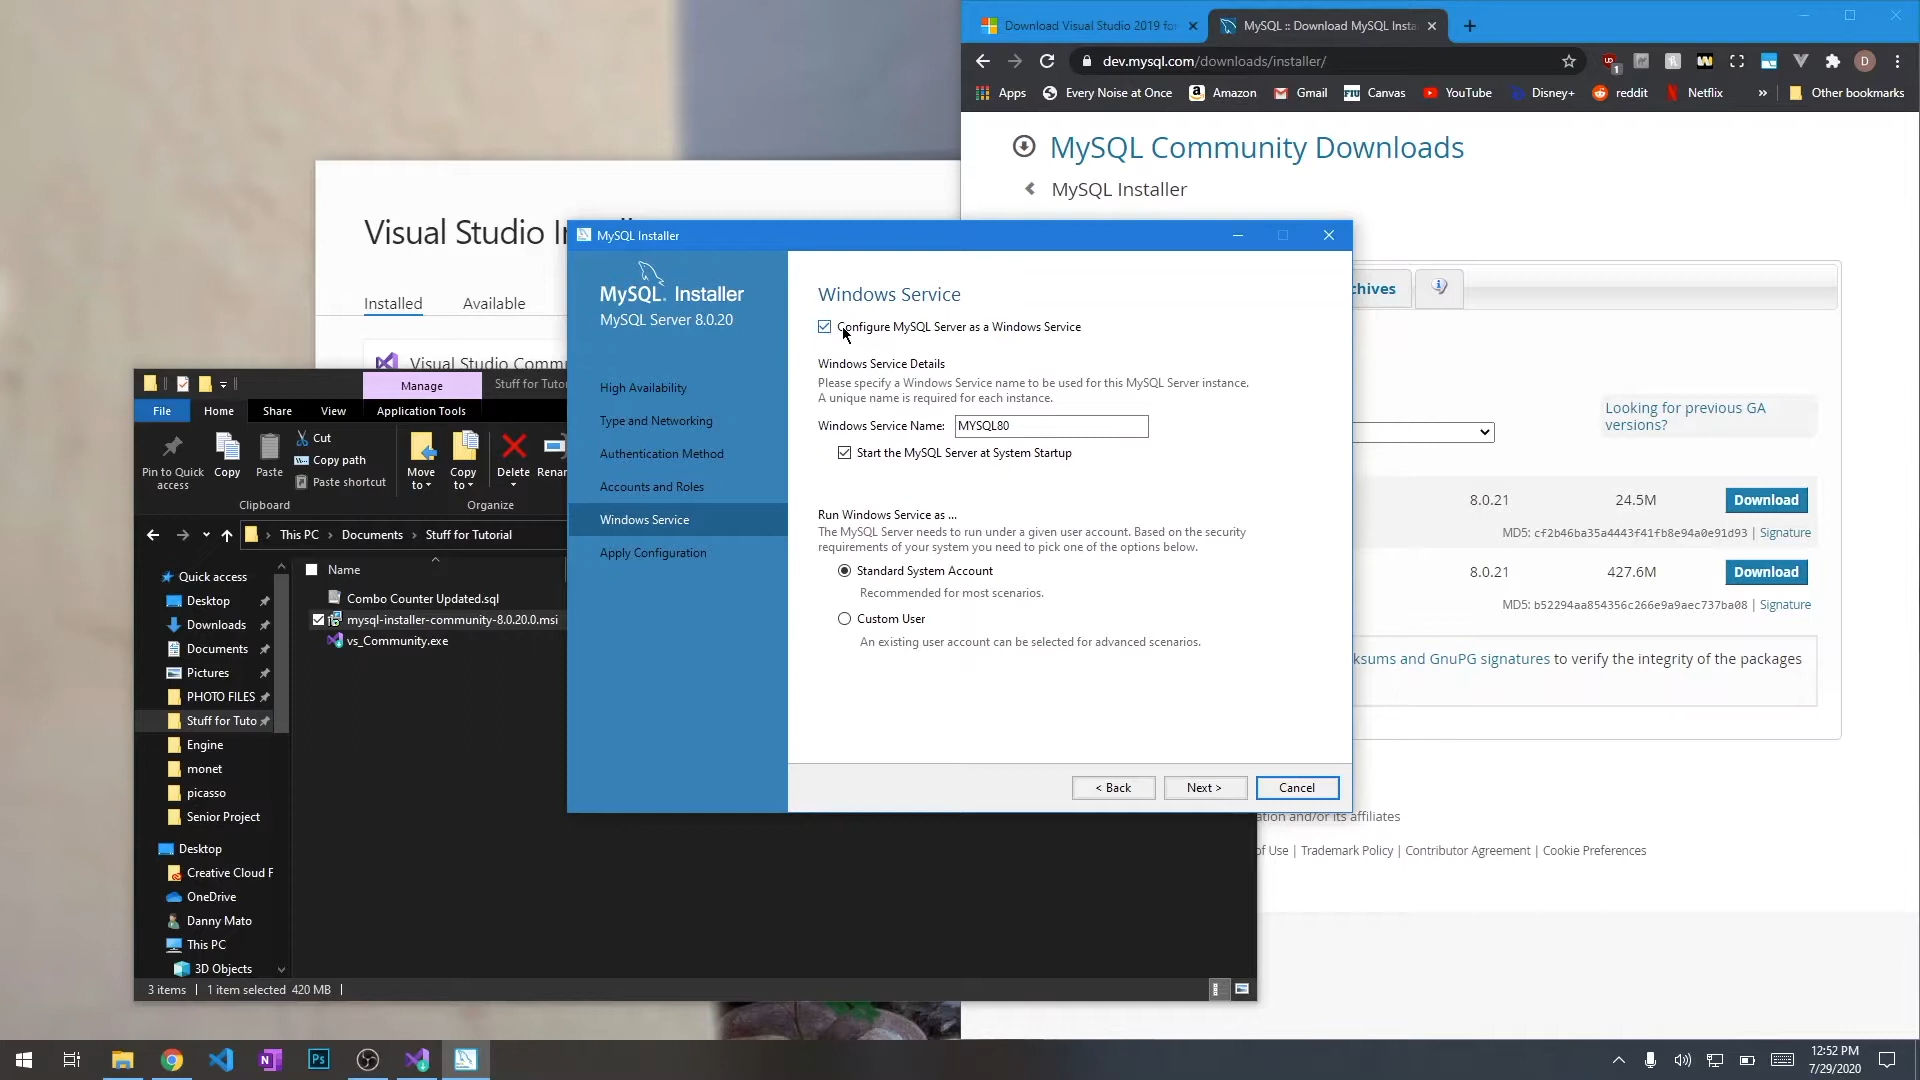 Download Visual Studio 2019 fo
MySQL :: Download MySQL Insta
dev.mysql.com/downloads/installer/
1
D
Apps
Every Noise at Once
Amazon
Gmail
FIU
Canvas
YouTube
Disney+
reddit
Netflix
»
Other bookmarks
MySQL Community Downloads
MySQL Installer
Visual Studio In
Installed
Available
Visual Studio Comm
MySQL Installer
MySQL. Installer
MySQL Server 8.0.20
High Availability
Type and Networking
Authentication Method
Accounts and Roles
Windows Service
Apply Configuration
Windows Service
Configure MySQL Server as a Windows Service
Windows Service Details
Please specify a Windows Service name to be used for this MySQL Server instance.
A unique name is required for each instance.
Windows Service Name: MYSQL80
Start the MySQL Server at System Startup
Run Windows Service as ...
The MySQL Server needs to run under a given user account. Based on the security
requirements of your system you need to pick one of the options below.
Standard System Account
Recommended for most scenarios.
Custom User
An existing user account can be selected for advanced scenarios.
< Back
Next >
Cancel
chives
Looking for previous GA
versions?
8.0.21 24.5M Download
MD5: cf2b46ba35a4443f41fb8e94a0e91d93 | Signature
8.0.21 427.6M Download
MD5: b52294aa854356c266e9a9aec737ba08 | Signature
ksums and GnuPG signatures to verify the integrity of the packages
ation and/or its affiliates
of Use | Trademark Policy | Contributor Agreement | Cookie Preferences
Manage
Stuff for Tuto
File
Home
Share
View
Application Tools
Pin to Quick
access
Copy
Paste
Cut
Copy path
Paste shortcut
Move
to
Copy
to
Delete
Renam
Clipboard
Organize
This PC
Documents
Stuff for Tutorial
Name
Combo Counter Updated.sql
mysql-installer-community-8.0.20.0.msi
vs_Community.exe
Quick access
Desktop
Downloads
Documents
Pictures
PHOTO FILES
Stuff for Tuto
Engine
monet
picasso
Senior Project
Desktop
Creative Cloud F
OneDrive
Danny Mato
This PC
3D Objects
3 items
1 item selected 420 MB
Ps
12:52 PM
7/29/2020